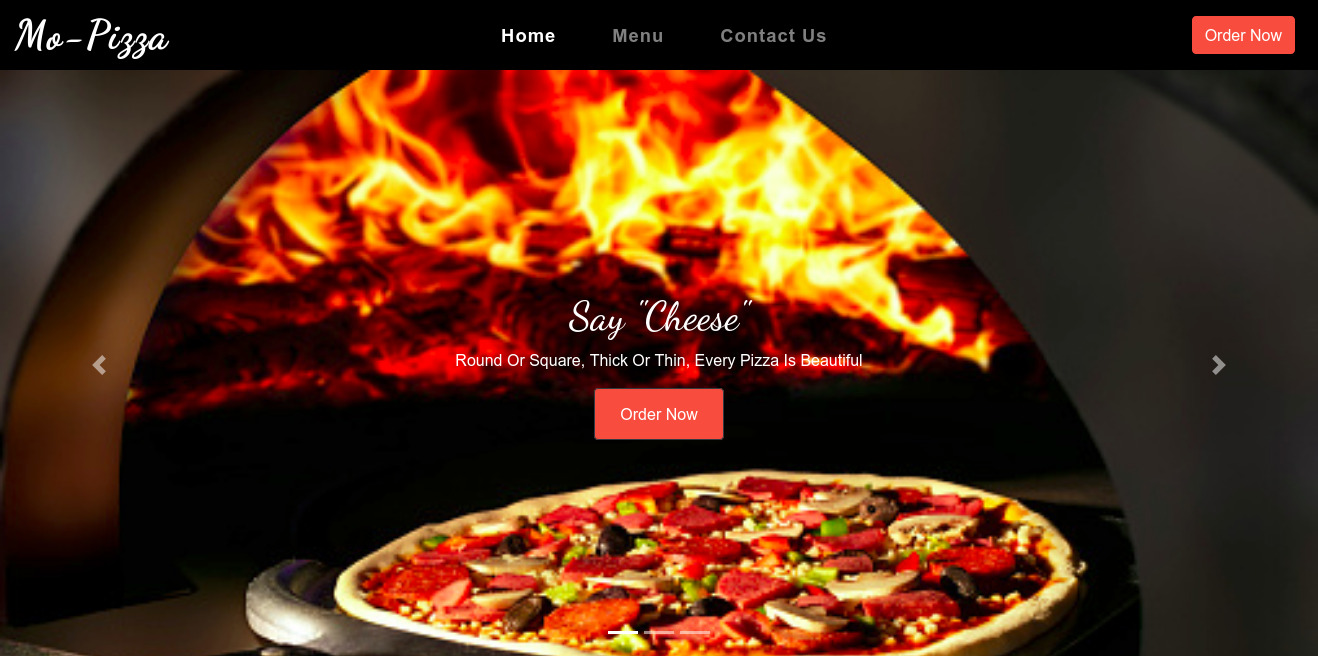 Mo-Pizza
Home Menu Contact Us
Order Now
Say "Cheese"
Round Or Square, Thick Or Thin, Every Pizza Is Beautiful
Order Now